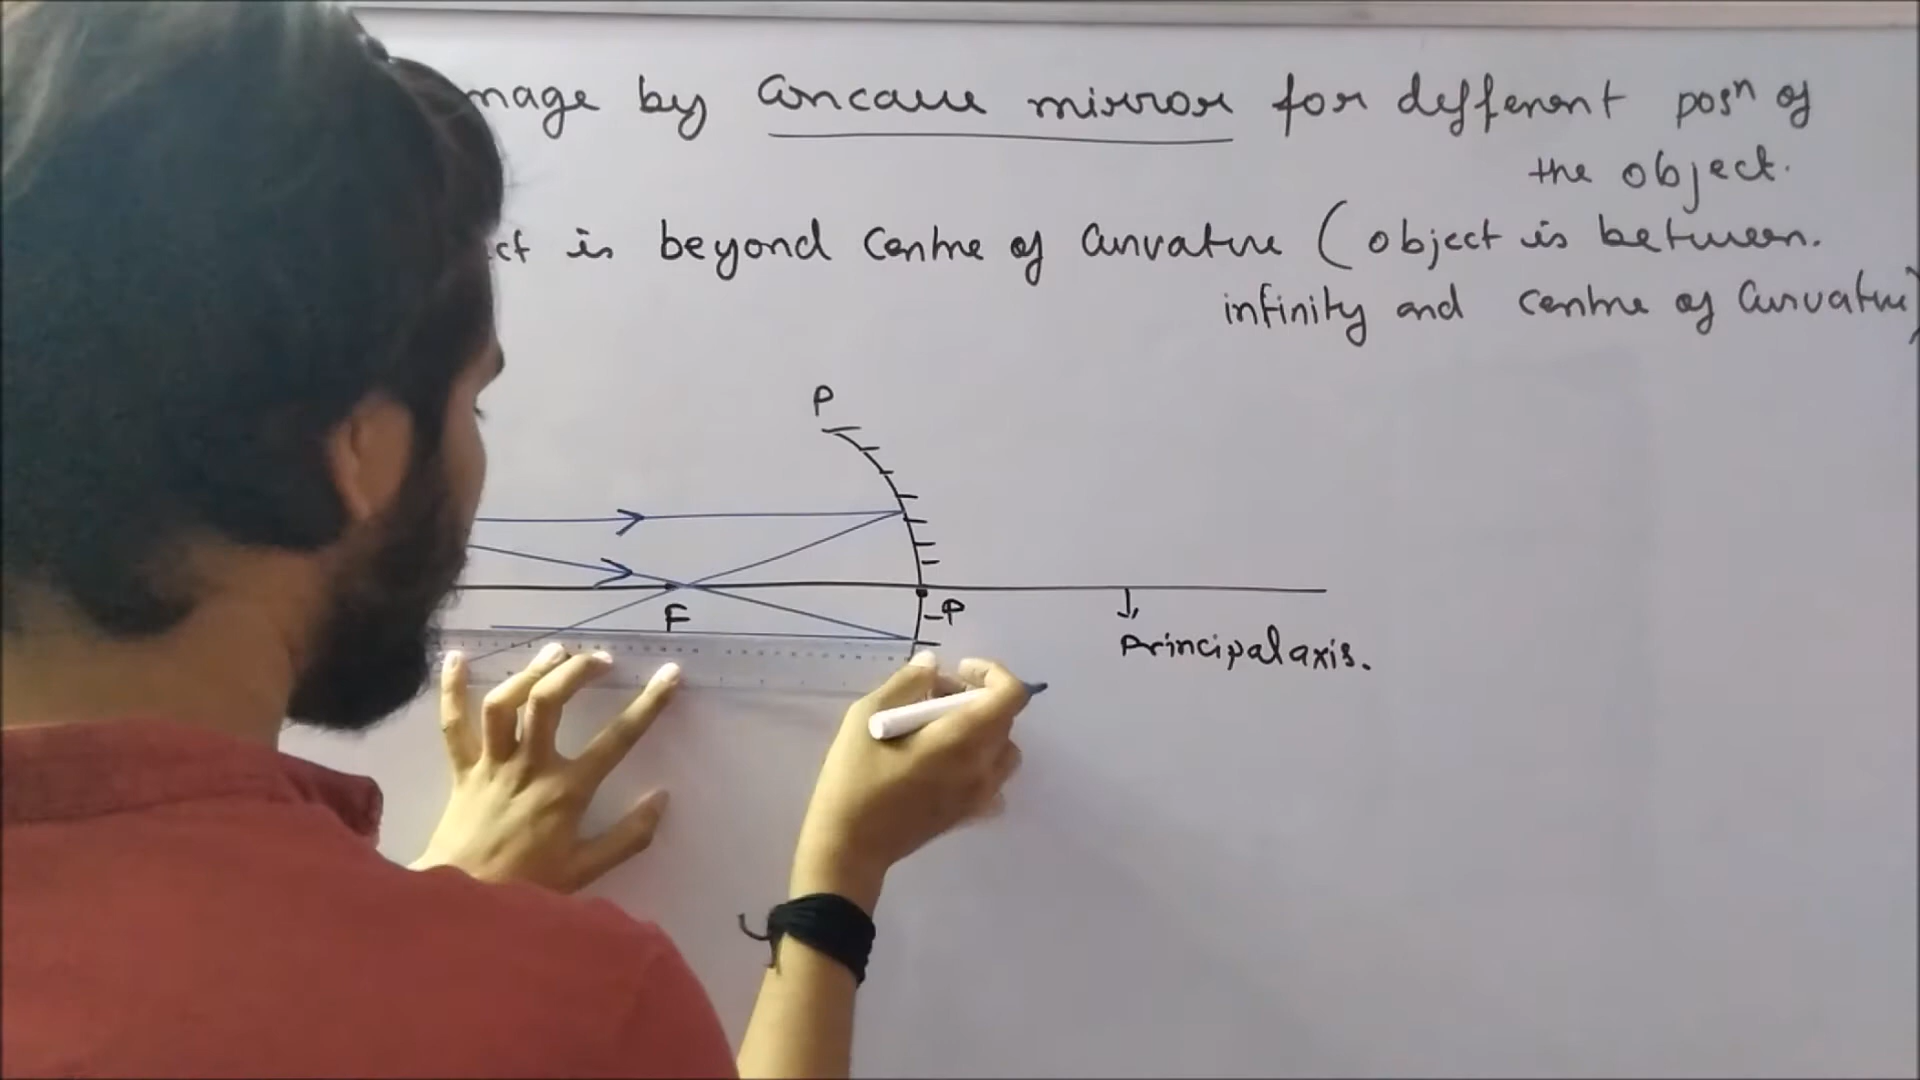 mage by concave mirror for different posⁿ of
the object.
ct is beyond centre of curvature (object is between.
infinity and centre of curvature)
P
F
P
Principal axis.